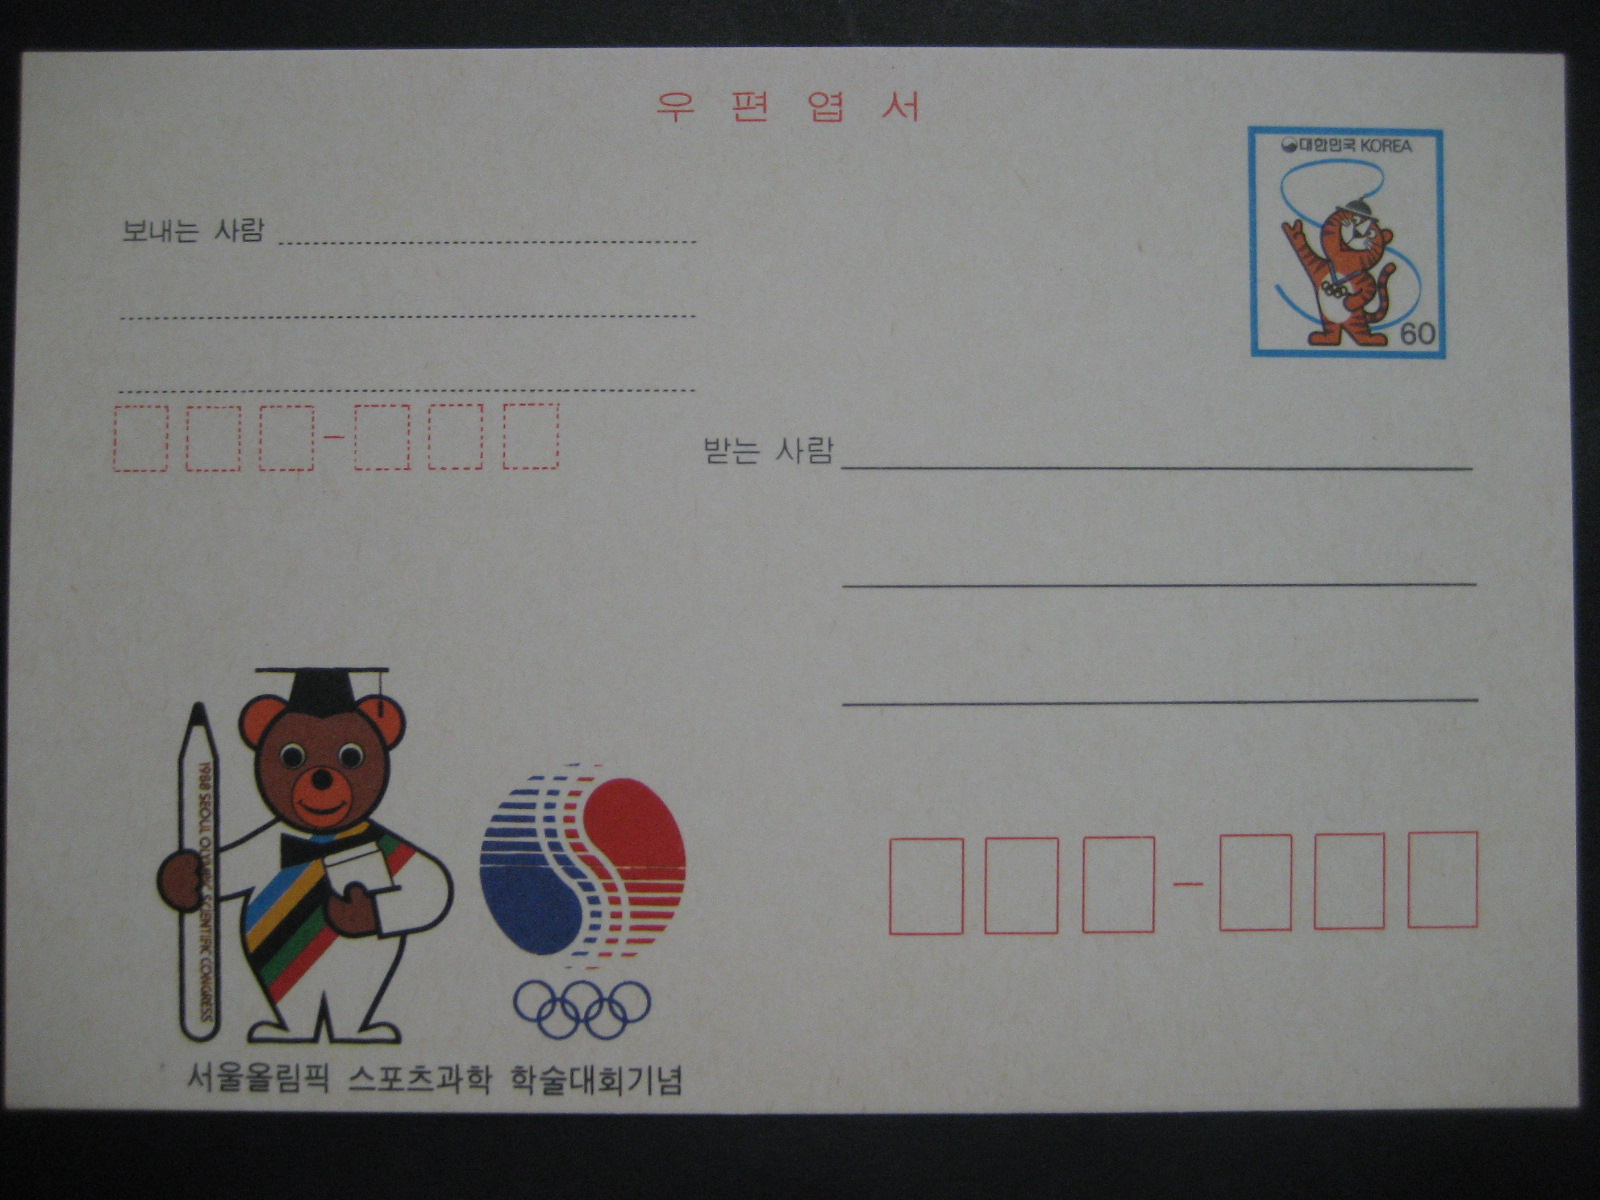 우 편 엽 서
대한민국 KOREA
60
보내는 사람
받는 사람
1988 SEOUL OLYMPIC SCIENTIFIC CONGRESS
서울올림픽 스포츠과학 학술대회기념